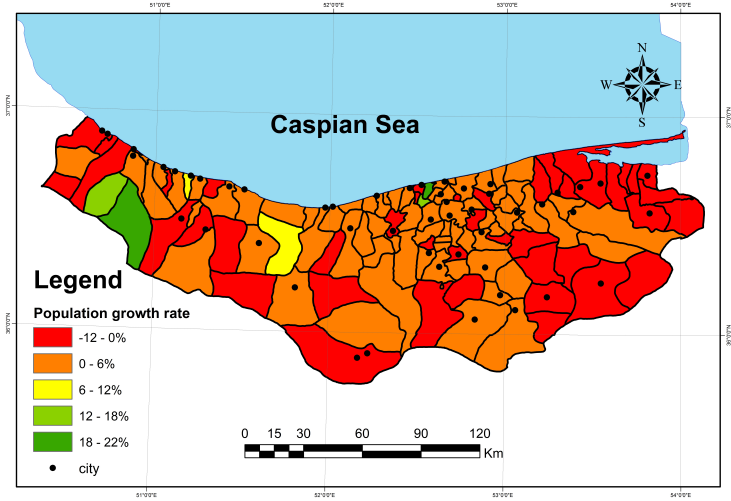 51°0'0"E 52°0'0"E 53°0'0"E 54°0'0"E
37°0'0"N 37°0'0"N
N
W E
S
Caspian Sea
Legend
Population growth rate
-12 - 0%
0 - 6%
6 - 12%
12 - 18%
18 - 22%
city
36°0'0"N 36°0'0"N
0 15 30 60 90 120
Km
51°0'0"E 52°0'0"E 53°0'0"E 54°0'0"E